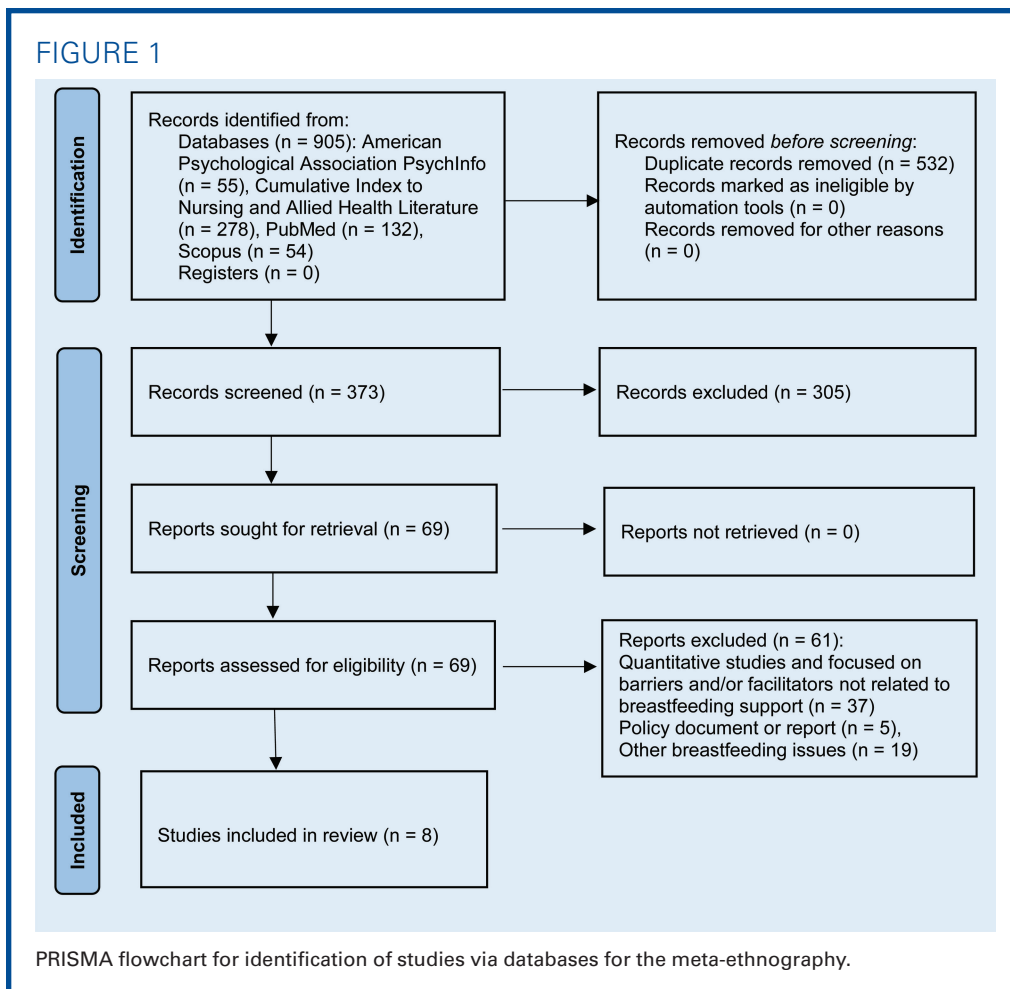 FIGURE 1
Identification
Records identified from:
Databases (n = 905): American
Psychological Association PsychInfo
(n = 55), Cumulative Index to
Nursing and Allied Health Literature
(n = 278), PubMed (n = 132),
Scopus (n = 54)
Registers (n = 0)
Records removed before screening:
Duplicate records removed (n = 532)
Records marked as ineligible by
automation tools (n = 0)
Records removed for other reasons
(n = 0)
Screening
Records screened (n = 373)
Records excluded (n = 305)
Reports sought for retrieval (n = 69)
Reports not retrieved (n = 0)
Reports assessed for eligibility (n = 69)
Reports excluded (n = 61):
Quantitative studies and focused on
barriers and/or facilitators not related to
breastfeeding support (n = 37)
Policy document or report (n = 5),
Other breastfeeding issues (n = 19)
Included
Studies included in review (n = 8)
PRISMA flowchart for identification of studies via databases for the meta-ethnography.